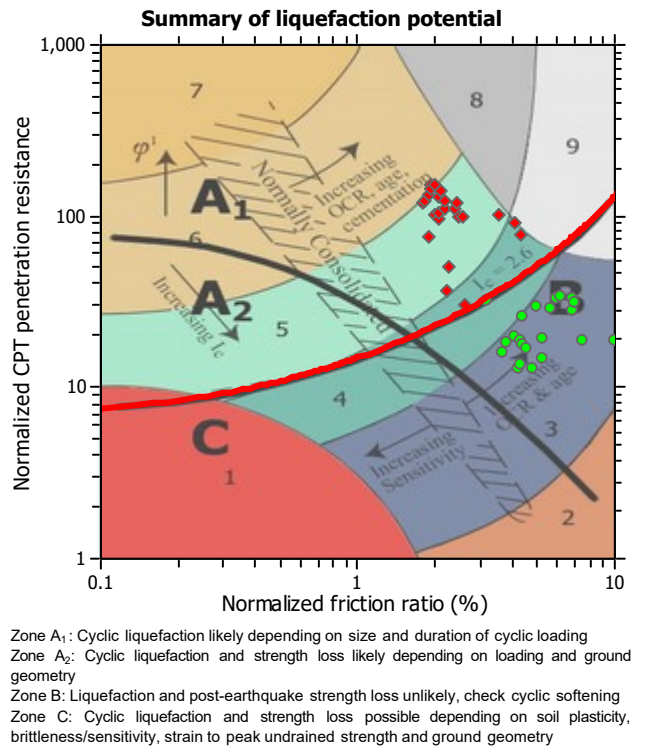 Summary of liquefaction potential
1,000
100
10
1
Normalized CPT penetration resistance
0.1
1
10
Normalized friction ratio (%)
7
8
9
φ'
A1
6
Normally Consolidated
Increasing
OCR, age,
cementation
A2
Increasing Ic
5
Ic = 2.6
B
4
C
1
Increasing
OCR & age
3
Increasing
Sensitivity
2
Zone A1: Cyclic liquefaction likely depending on size and duration of cyclic loading
Zone A2: Cyclic liquefaction and strength loss likely depending on loading and ground
geometry
Zone B: Liquefaction and post-earthquake strength loss unlikely, check cyclic softening
Zone C: Cyclic liquefaction and strength loss possible depending on soil plasticity,
brittleness/sensitivity, strain to peak undrained strength and ground geometry